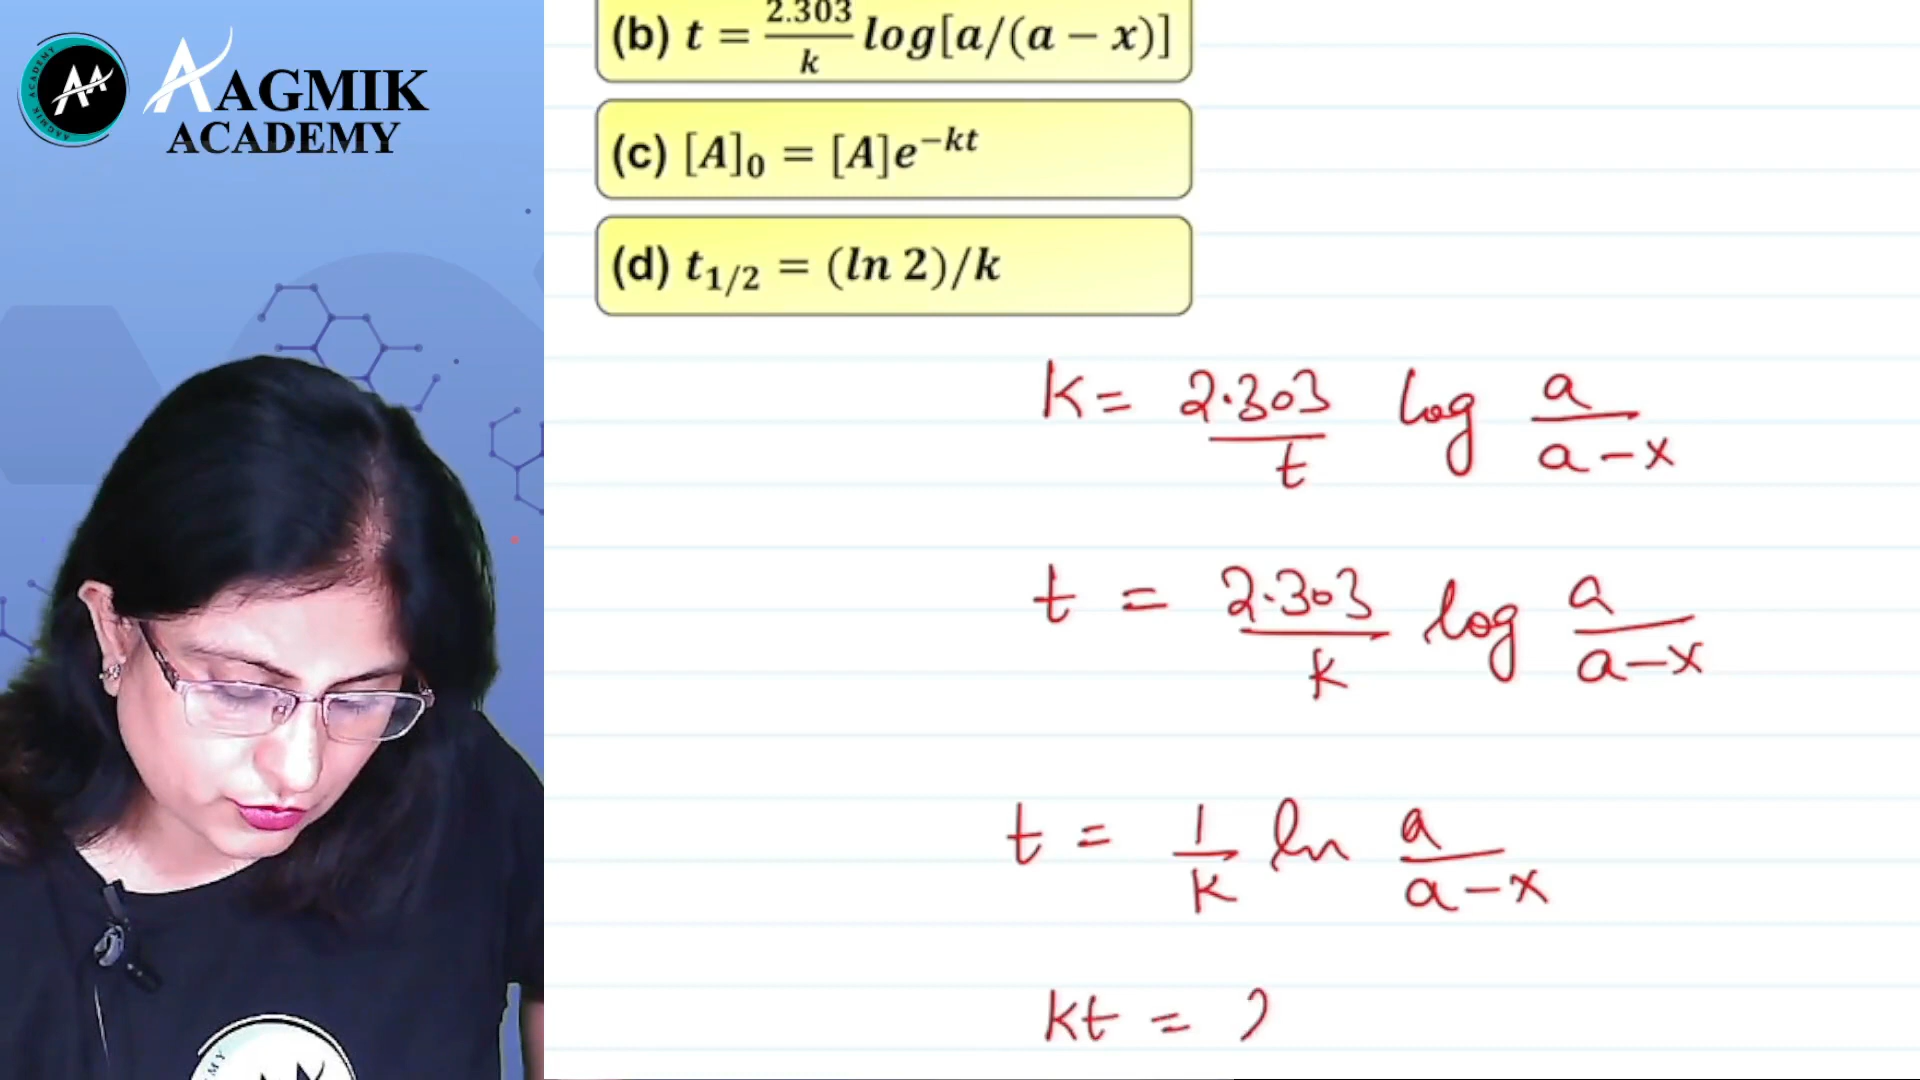 AAGMIK
ACADEMY
(b) t = 2.303/k log[a/(a − x)]
(c) [A]₀ = [A]e^−kt
(d) t₁/₂ = (ln 2)/k
K = 2.303/t log a/a−x
t = 2.303/k log a/a−x
t = 1/k ln a/a−x
kt =